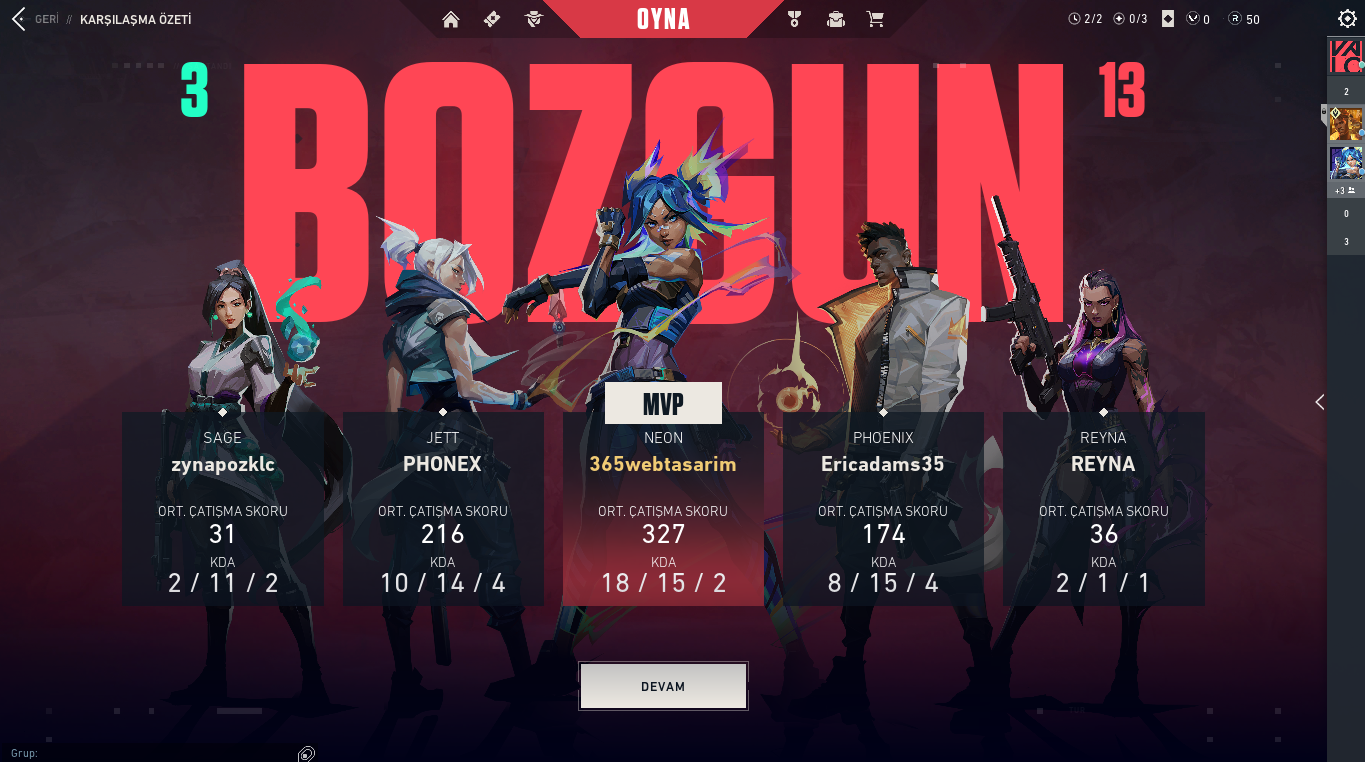 GERİ // KARŞILAŞMA ÖZETİ
OYNA
2/2
0/3
0
50
3
BOZGUN
13
2
+3
0
3
MVP
SAGE
zynapozklc
ORT. ÇATIŞMA SKORU
31
KDA
2 / 11 / 2
JETT
PHONEX
ORT. ÇATIŞMA SKORU
216
KDA
10 / 14 / 4
NEON
365webtasarim
ORT. ÇATIŞMA SKORU
327
KDA
18 / 15 / 2
PHOENIX
Ericadams35
ORT. ÇATIŞMA SKORU
174
KDA
8 / 15 / 4
REYNA
REYNA
ORT. ÇATIŞMA SKORU
36
KDA
2 / 1 / 1
DEVAM
Grup: